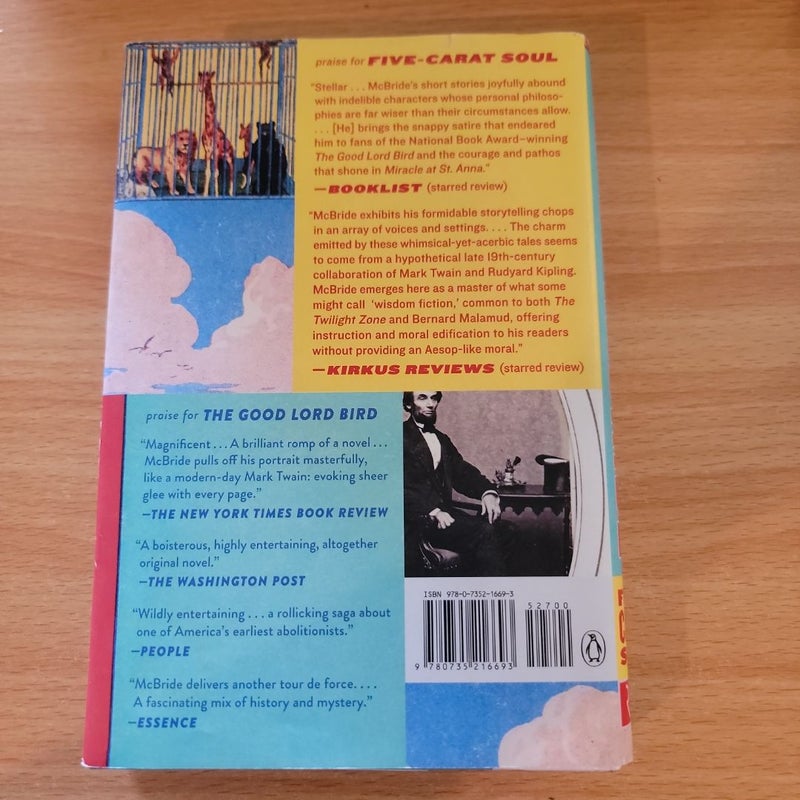 praise for FIVE-CARAT SOUL
"Stellar . . . McBride's short stories joyfully abound
with indelible characters whose personal philoso-
phies are far wiser than their circumstances allow.
. . . [He] brings the snappy satire that endeared
him to fans of the National Book Award–winning
The Good Lord Bird and the courage and pathos
that shone in Miracle at St. Anna."
—BOOKLIST (starred review)
"McBride exhibits his formidable storytelling chops
in an array of voices and settings. . . . The charm
emitted by these whimsical-yet-acerbic tales seems
to come from a hypothetical late 19th-century
collaboration of Mark Twain and Rudyard Kipling.
McBride emerges here as a master of what some
might call 'wisdom fiction,' common to both The
Twilight Zone and Bernard Malamud, offering
instruction and moral edification to his readers
without providing an Aesop-like moral."
—KIRKUS REVIEWS (starred review)
praise for THE GOOD LORD BIRD
"Magnificent . . . A brilliant romp of a novel . . .
McBride pulls off his portrait masterfully,
like a modern-day Mark Twain: evoking sheer
glee with every page."
—THE NEW YORK TIMES BOOK REVIEW
"A boisterous, highly entertaining, altogether
original novel."
—THE WASHINGTON POST
"Wildly entertaining . . . a rollicking saga about
one of America's earliest abolitionists."
—PEOPLE
"McBride delivers another tour de force. . . .
A fascinating mix of history and mystery."
—ESSENCE
ISBN 978-0-7352-1669-3
52700
9 780735 216693